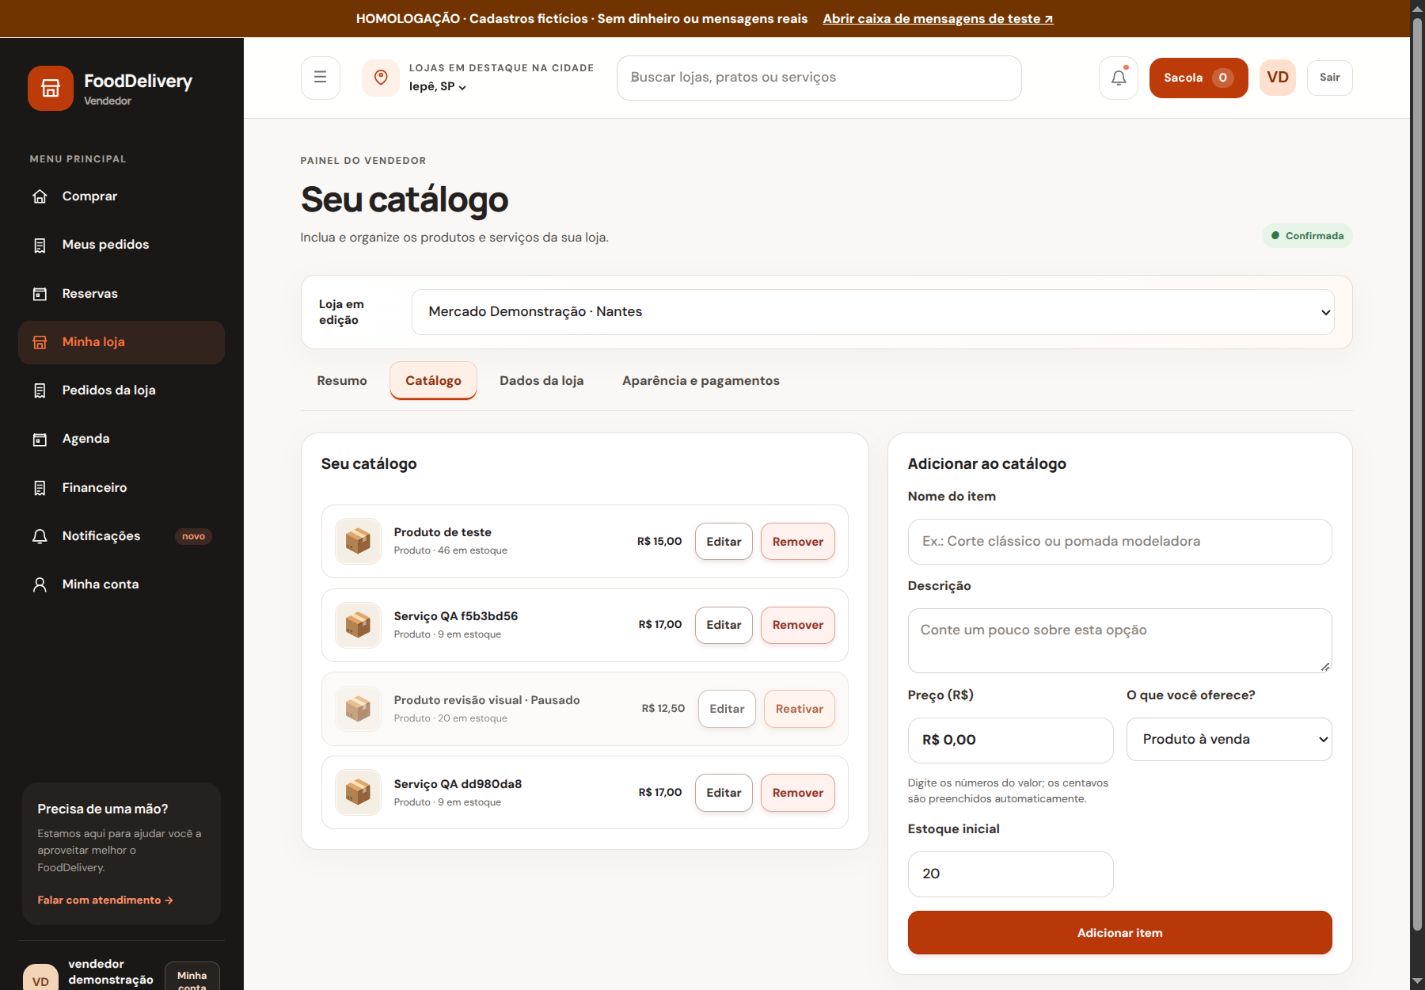 HOMOLOGAÇÃO · Cadastros fictícios · Sem dinheiro ou mensagens reais Abrir caixa de mensagens de teste ↗
FoodDelivery
Vendedor
MENU PRINCIPAL
Comprar
Meus pedidos
Reservas
Minha loja
Pedidos da loja
Agenda
Financeiro
Notificações novo
Minha conta
Precisa de uma mão?
Estamos aqui para ajudar você a
aproveitar melhor o
FoodDelivery.
Falar com atendimento →
VD
vendedor
demonstração
Minha
conta
LOJAS EM DESTAQUE NA CIDADE
Iepê, SP
Buscar lojas, pratos ou serviços
Sacola 0
VD
Sair
PAINEL DO VENDEDOR
Seu catálogo
Inclua e organize os produtos e serviços da sua loja.
Confirmada
Loja em
edição
Mercado Demonstração · Nantes
Resumo
Catálogo
Dados da loja
Aparência e pagamentos
Seu catálogo
Produto de teste
Produto · 46 em estoque
R$ 15,00
Editar
Remover
Serviço QA f5b3bd56
Produto · 9 em estoque
R$ 17,00
Editar
Remover
Produto revisão visual · Pausado
Produto · 20 em estoque
R$ 12,50
Editar
Reativar
Serviço QA dd980da8
Produto · 9 em estoque
R$ 17,00
Editar
Remover
Adicionar ao catálogo
Nome do item
Ex.: Corte clássico ou pomada modeladora
Descrição
Conte um pouco sobre esta opção
Preço (R$)
R$ 0,00
Digite os números do valor; os centavos
são preenchidos automaticamente.
O que você oferece?
Produto à venda
Estoque inicial
20
Adicionar item